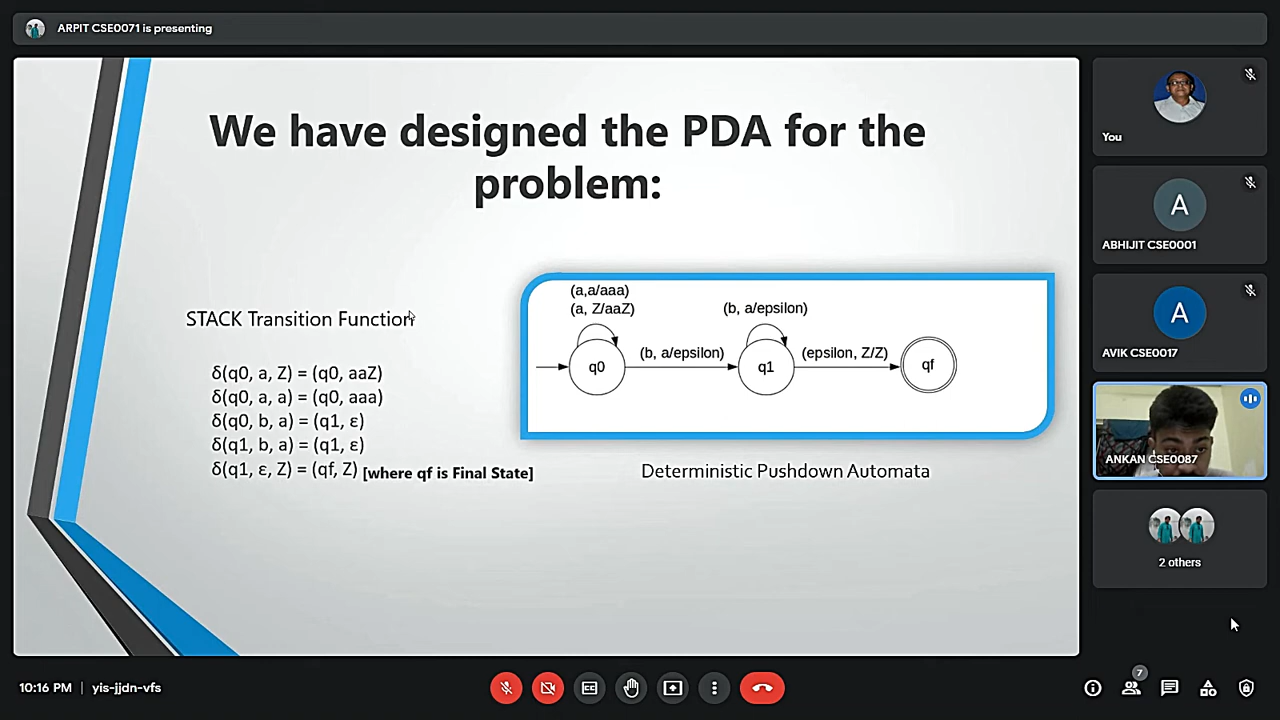 ARPIT CSE0071 is presenting
We have designed the PDA for the
problem:
STACK Transition Function
δ(q0, a, Z) = (q0, aaZ)
δ(q0, a, a) = (q0, aaa)
δ(q0, b, a) = (q1, ε)
δ(q1, b, a) = (q1, ε)
δ(q1, ε, Z) = (qf, Z) [where qf is Final State]
(a,a/aaa)
(a, Z/aaZ)
(b, a/epsilon)
(b, a/epsilon)
(epsilon, Z/Z)
q0
q1
qf
Deterministic Pushdown Automata
You
A
ABHIJIT CSE0001
A
AVIK CSE0017
ANKAN CSE0087
2 others
10:16 PM | yis-jjdn-vfs
7